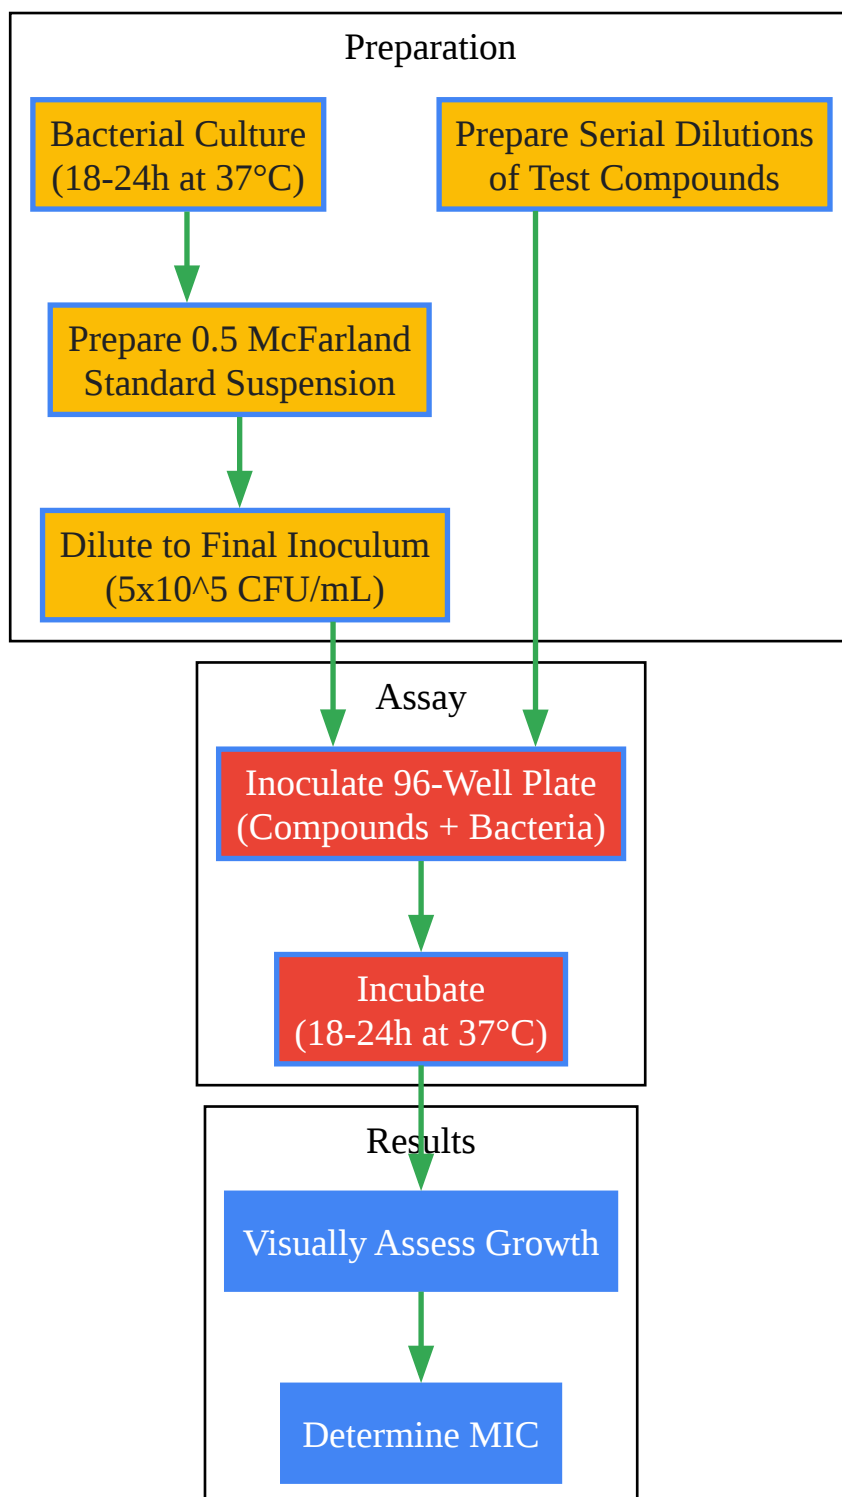 Preparation
Bacterial Culture
(18-24h at 37°C)
Prepare Serial Dilutions
of Test Compounds
Prepare 0.5 McFarland
Standard Suspension
Dilute to Final Inoculum
(5x10^5 CFU/mL)
Assay
Inoculate 96-Well Plate
(Compounds + Bacteria)
Incubate
(18-24h at 37°C)
Results
Visually Assess Growth
Determine MIC